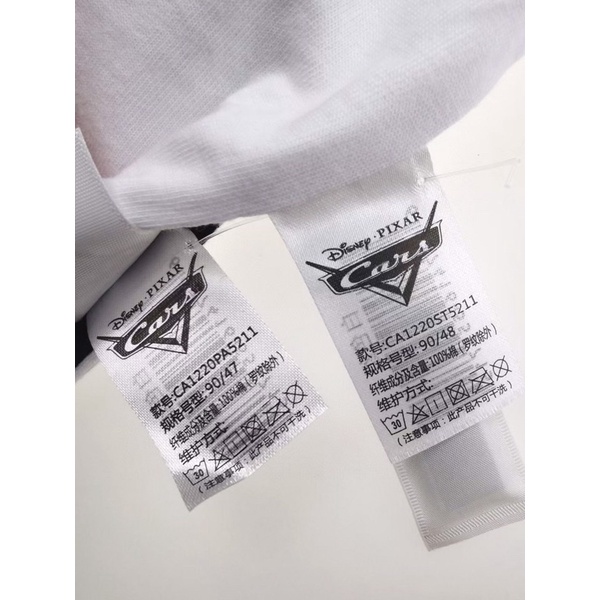 DISNEY · PIXAR
Cars
款号:CA1220PA5211
规格号型:90/47
纤维成分及含量:100%棉(罗纹除外)
维护方式:
30
(注意事项:此产品不可干洗)
DISNEY · PIXAR
Cars
款号:CA1220ST5211
规格号型:90/48
纤维成分及含量:100%棉(罗纹除外)
维护方式:
30
(注意事项:此产品不可干洗)